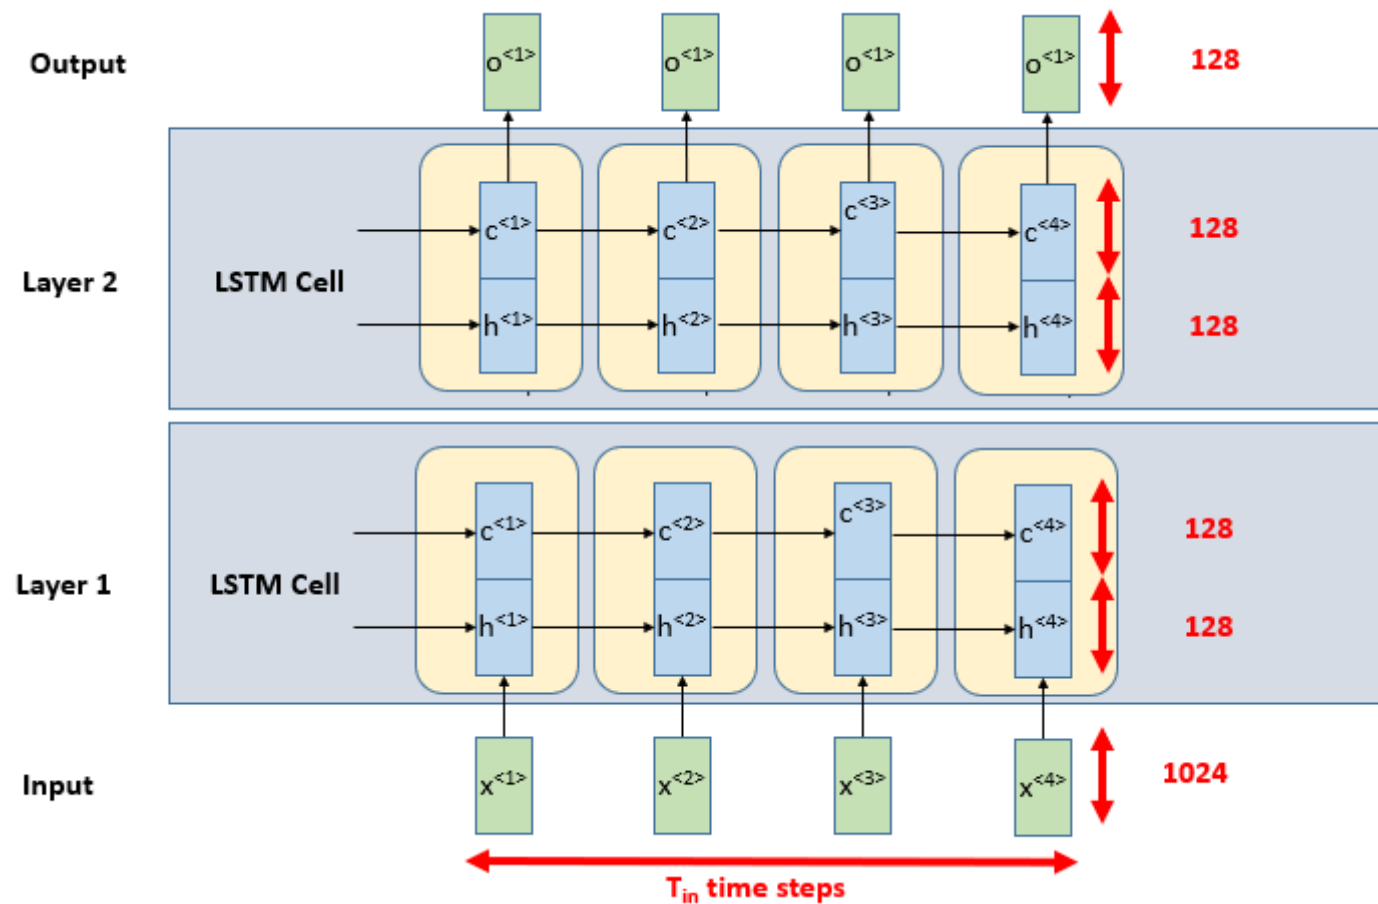 Output o<1> o<1> o<1> o<1> 128
c<1> c<2> c<3> c<4> 128
Layer 2 LSTM Cell
h<1> h<2> h<3> h<4> 128
c<1> c<2> c<3> c<4> 128
Layer 1 LSTM Cell
h<1> h<2> h<3> h<4> 128
Input x<1> x<2> x<3> x<4> 1024
Tin time steps